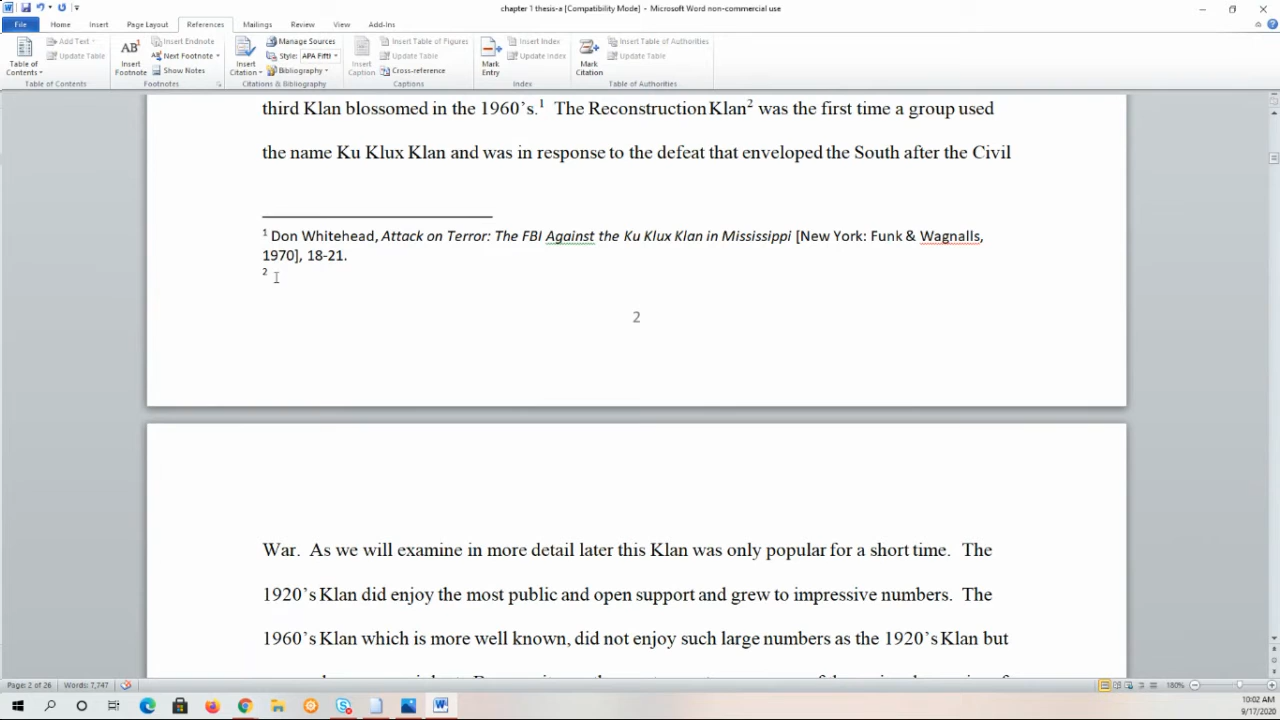 chapter 1 thesis-a [Compatibility Mode] - Microsoft Word non-commercial use
File Home Insert Page Layout References Mailings Review View Add-Ins
Table of Contents
Add Text
Update Table
Table of Contents
AB¹
Insert Footnote
Insert Endnote
Next Footnote
Show Notes
Footnotes
Insert Citation
Manage Sources
Style: APA Fifth
Bibliography
Citations & Bibliography
Insert Caption
Insert Table of Figures
Update Table
Cross-reference
Captions
Mark Entry
Insert Index
Update Index
Index
Mark Citation
Insert Table of Authorities
Update Table
Table of Authorities
third Klan blossomed in the 1960’s.¹ The Reconstruction Klan² was the first time a group used
the name Ku Klux Klan and was in response to the defeat that enveloped the South after the Civil
¹ Don Whitehead, Attack on Terror: The FBI Against the Ku Klux Klan in Mississippi [New York: Funk & Wagnalls,
1970], 18-21.
²
2
War. As we will examine in more detail later this Klan was only popular for a short time. The
1920’s Klan did enjoy the most public and open support and grew to impressive numbers. The
1960’s Klan which is more well known, did not enjoy such large numbers as the 1920’s Klan but
Page: 2 of 26 Words: 7,747 160%
10:02 AM
9/17/2020